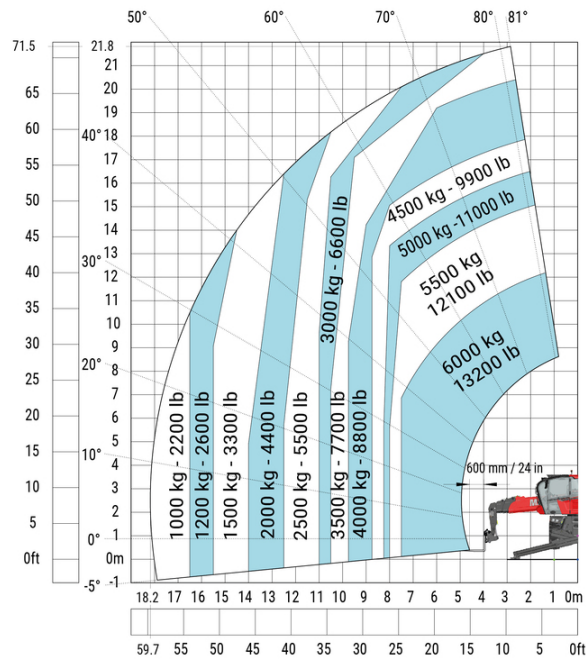 50° 60° 70° 80° 81°
71.5 21.8
21
65 20
19
60 40° 18
17
55
16
50 15
14
45
13
40 30° 12
11
35
10
30 9
8
25
20° 7
20 6
5
15
4
10 10° 3
2
5
0° 1
0ft 0m
-5° -1
1000 kg - 2200 lb
1200 kg - 2600 lb
1500 kg - 3300 lb
2000 kg - 4400 lb
2500 kg - 5500 lb
3000 kg - 6600 lb
3500 kg - 7700 lb
4000 kg - 8800 lb
4500 kg - 9900 lb
5000 kg -11000 lb
5500 kg
12100 lb
6000 kg
13200 lb
600 mm / 24 in
18.2 17 16 15 14 13 12 11 10 9 8 7 6 5 4 3 2 1 0m
59.7 55 50 45 40 35 30 25 20 15 10 5 0ft